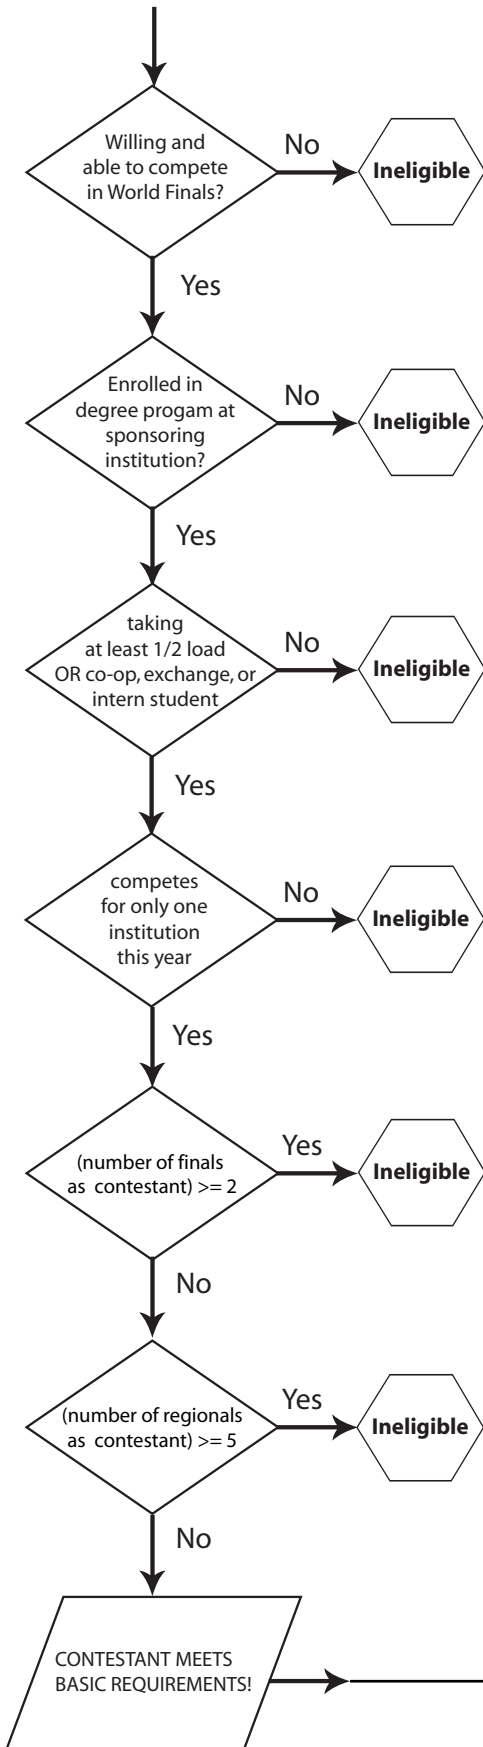 Willing and
able to compete
in World Finals?
No
Ineligible
Yes
Enrolled in
degree progam at
sponsoring
institution?
No
Ineligible
Yes
taking
at least 1/2 load
OR co-op, exchange, or
intern student
No
Ineligible
Yes
competes
for only one
institution
this year
No
Ineligible
Yes
(number of finals
as contestant) >= 2
Yes
Ineligible
No
(number of regionals
as contestant) >= 5
Yes
Ineligible
No
CONTESTANT MEETS
BASIC REQUIREMENTS!